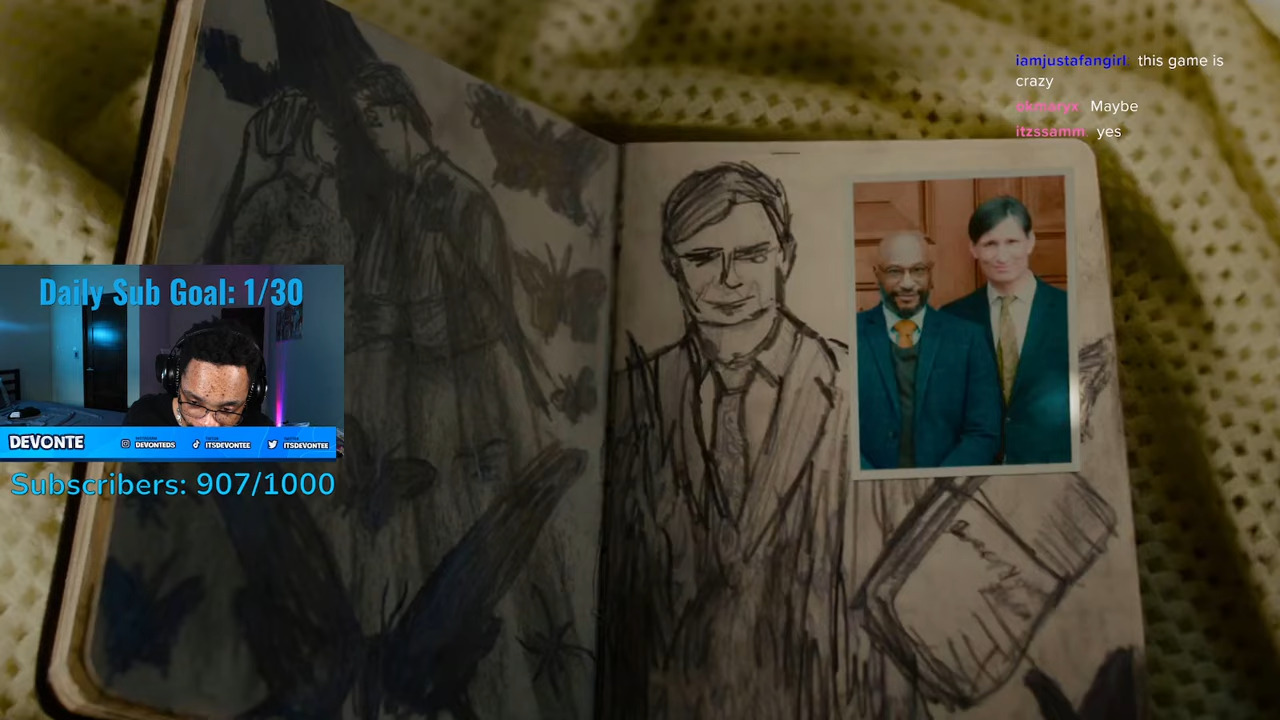 iamjustafangirl: this game is
crazy
okmaryx: Maybe
itzssamm: yes
Daily Sub Goal: 1/30
DEVONTE
DEVONTEDS
ITSDEVONTEE
ITSDEVONTEE
Subscribers: 907/1000